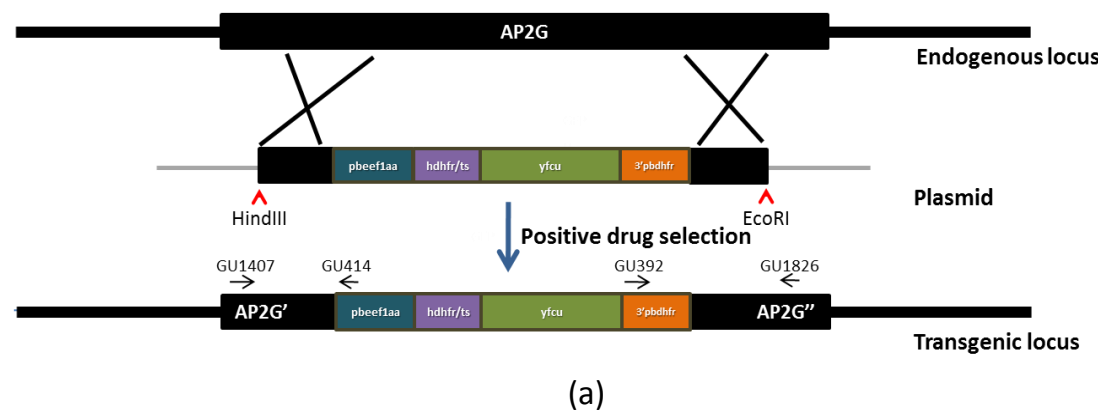 AP2G
Endogenous locus
pbeef1aa hdhfr/ts yfcu 3'pbdhfr
Plasmid
HindIII EcoRI
Positive drug selection
GU1407 GU414 GU392 GU1826
AP2G’ pbeef1aa hdhfr/ts yfcu 3'pbdhfr AP2G’’
Transgenic locus
(a)